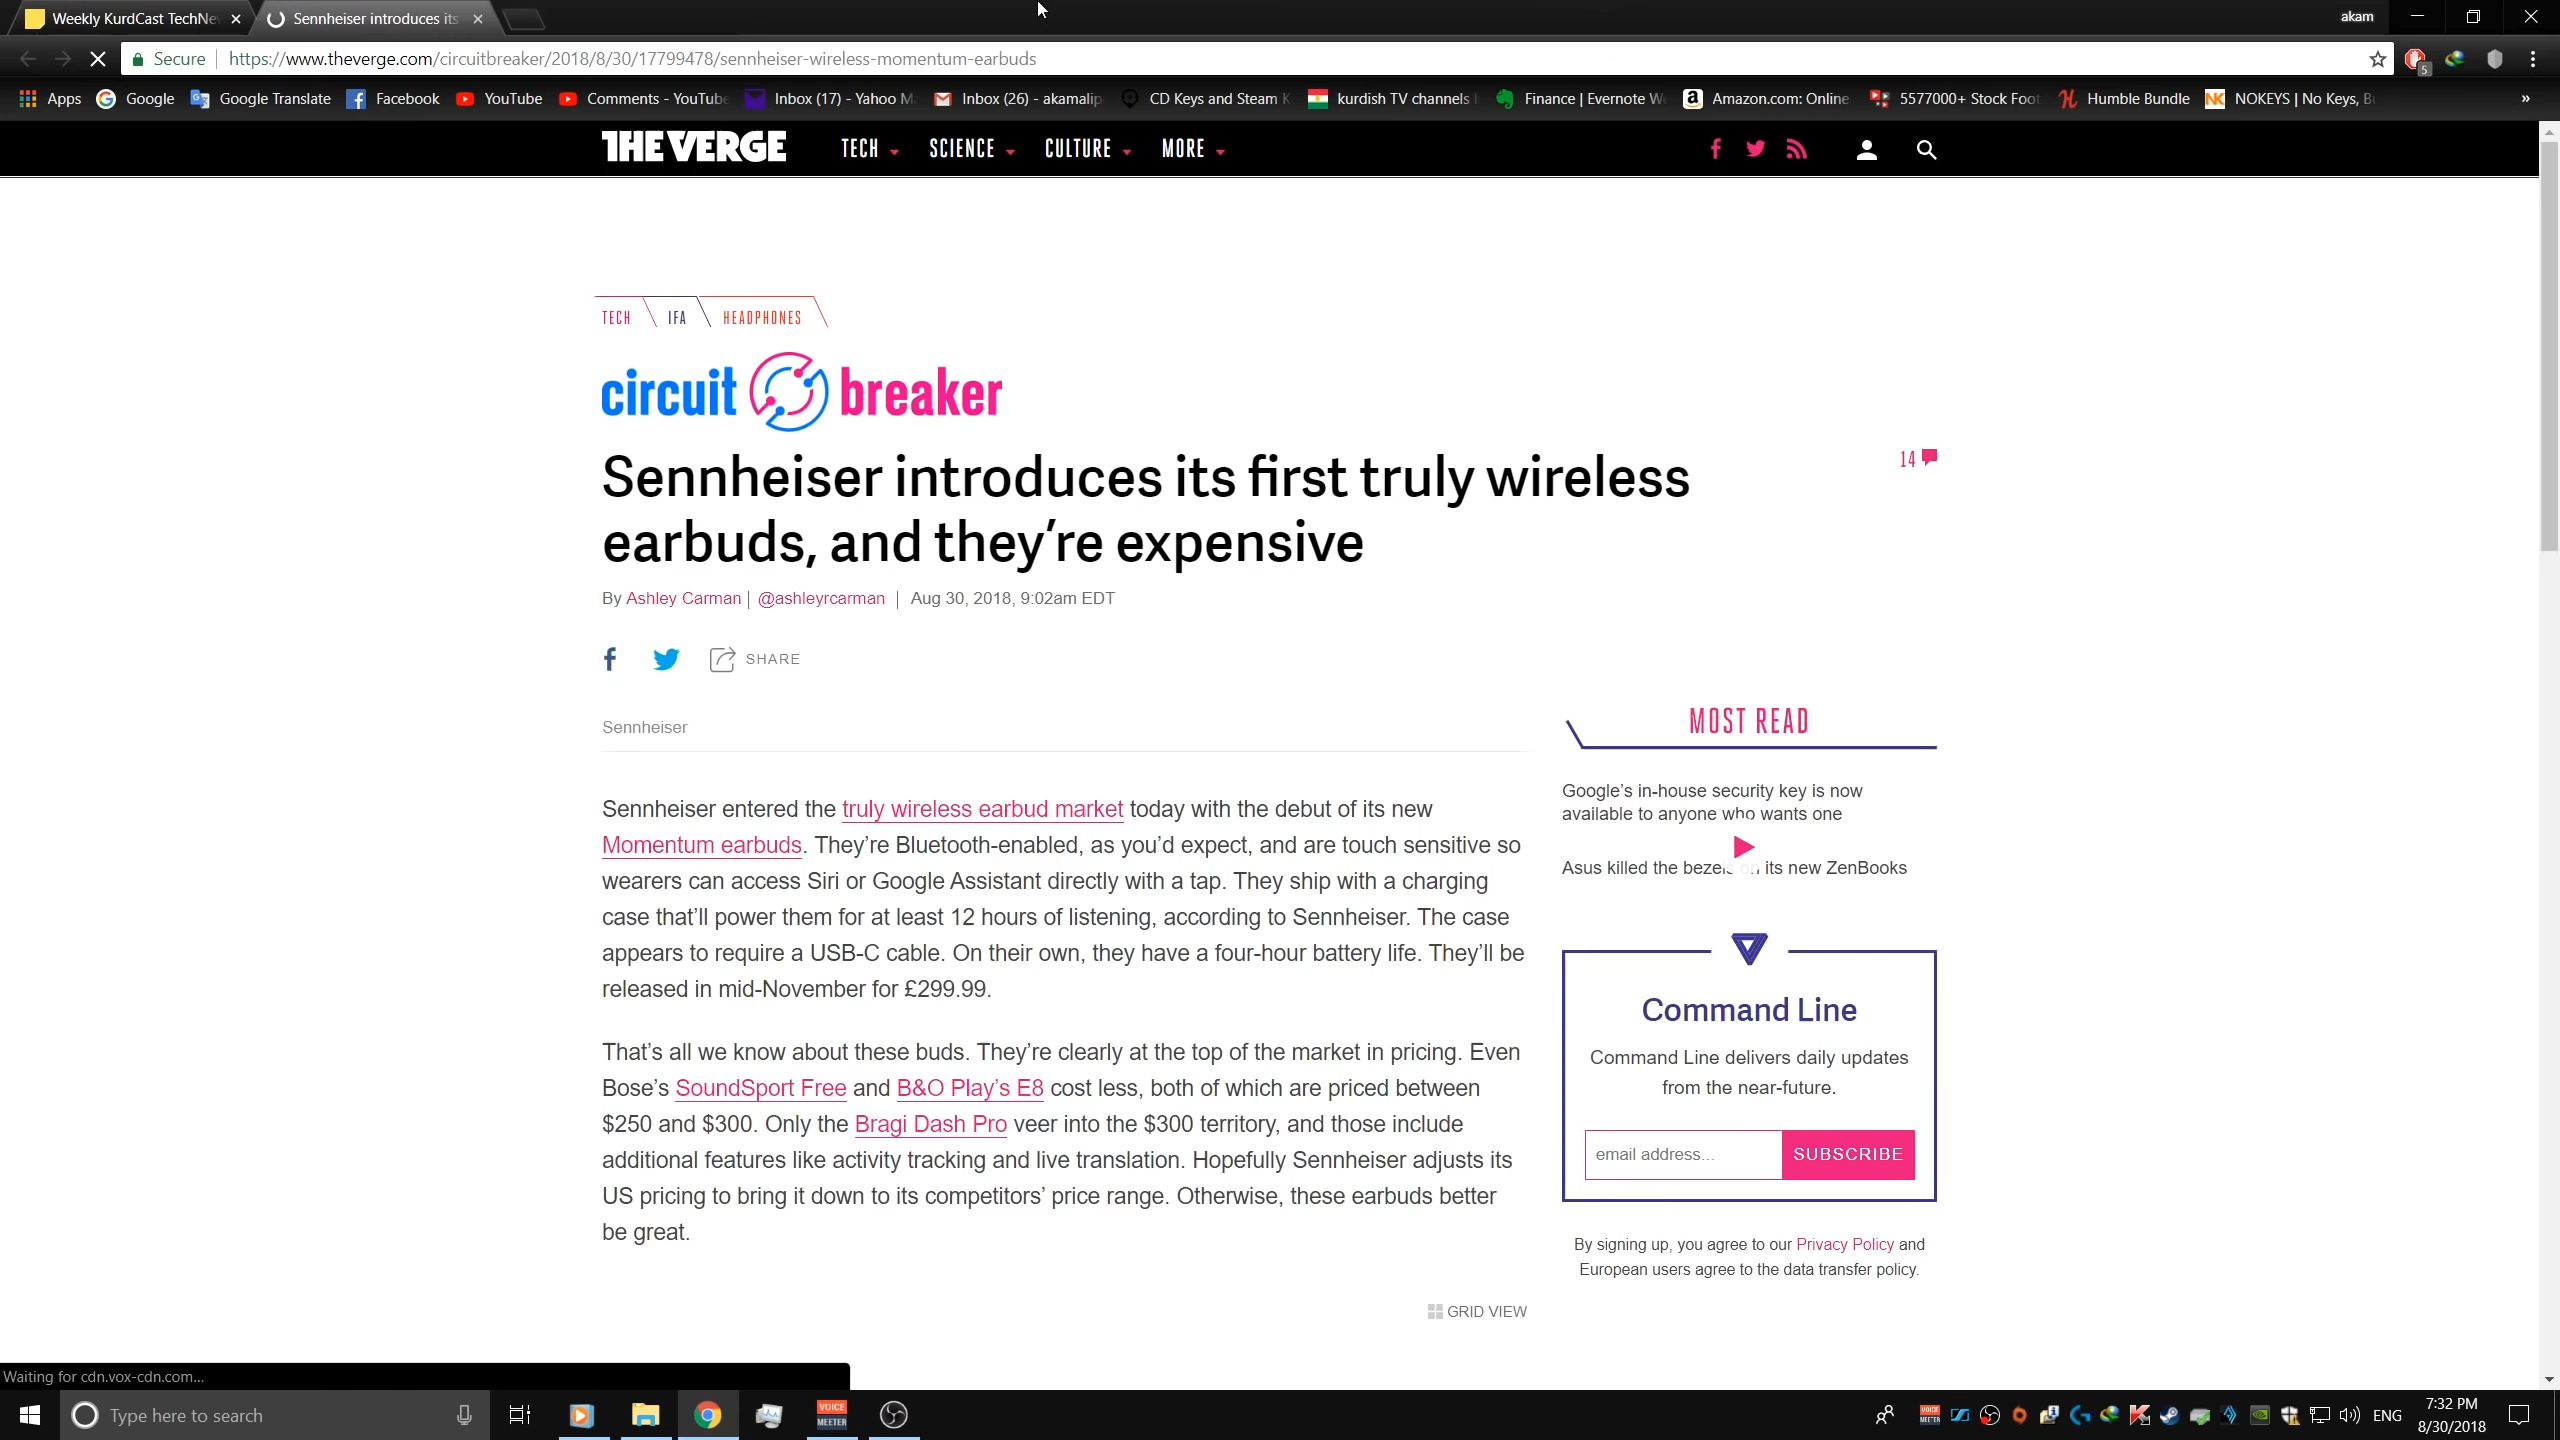 Weekly KurdCast TechNe
Sennheiser introduces its
akam
Secure
https://www.theverge.com/circuitbreaker/2018/8/30/17799478/sennheiser-wireless-momentum-earbuds
5
Apps
Google
Google Translate
Facebook
YouTube
Comments - YouTube
Inbox (17) - Yahoo M
Inbox (26) - akamalip
CD Keys and Steam K
kurdish TV channels
Finance | Evernote W
Amazon.com: Online
5577000+ Stock Foot
Humble Bundle
NOKEYS | No Keys, B
»
THE VERGE
TECH
SCIENCE
CULTURE
MORE
TECH
IFA
HEADPHONES
circuit breaker
Sennheiser introduces its first truly wireless
earbuds, and they’re expensive
14
By Ashley Carman | @ashleyrcarman | Aug 30, 2018, 9:02am EDT
SHARE
Sennheiser
Sennheiser entered the truly wireless earbud market today with the debut of its new
Momentum earbuds. They’re Bluetooth-enabled, as you’d expect, and are touch sensitive so
wearers can access Siri or Google Assistant directly with a tap. They ship with a charging
case that’ll power them for at least 12 hours of listening, according to Sennheiser. The case
appears to require a USB-C cable. On their own, they have a four-hour battery life. They’ll be
released in mid-November for £299.99.
That’s all we know about these buds. They’re clearly at the top of the market in pricing. Even
Bose’s SoundSport Free and B&O Play’s E8 cost less, both of which are priced between
$250 and $300. Only the Bragi Dash Pro veer into the $300 territory, and those include
additional features like activity tracking and live translation. Hopefully Sennheiser adjusts its
US pricing to bring it down to its competitors’ price range. Otherwise, these earbuds better
be great.
GRID VIEW
MOST READ
Google’s in-house security key is now
available to anyone who wants one
Asus killed the bezels on its new ZenBooks
Command Line
Command Line delivers daily updates
from the near-future.
email address...
SUBSCRIBE
By signing up, you agree to our Privacy Policy and
European users agree to the data transfer policy.
Waiting for cdn.vox-cdn.com...
Type here to search
VOICE
MEETER
ENG
7:32 PM
8/30/2018